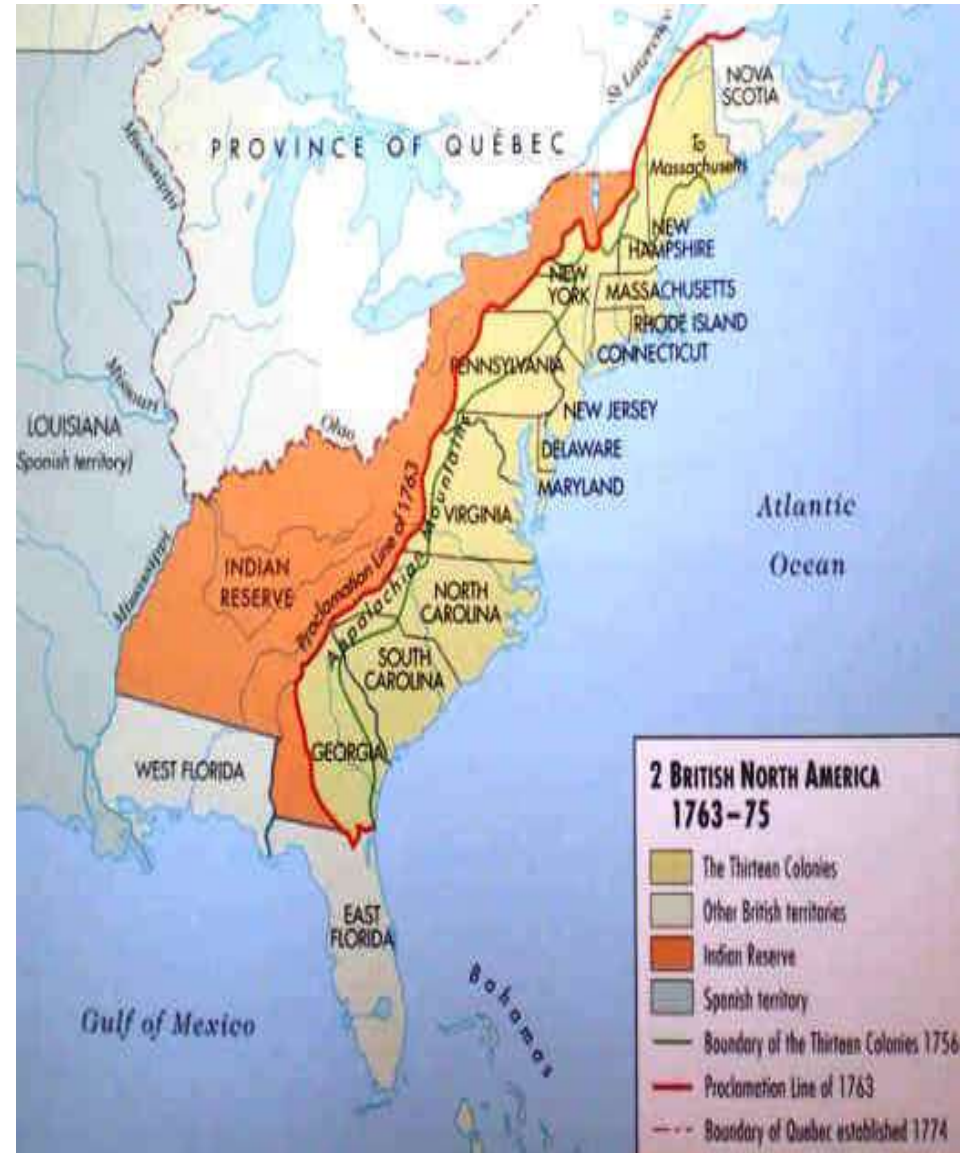 NOVA
SCOTIA
St Lawrence
PROVINCE OF QUÉBEC
To
Massachusetts
Mississippi
NEW
HAMPSHIRE
NEW
YORK
MASSACHUSETTS
RHODE ISLAND
CONNECTICUT
PENNSYLVANIA
Missouri
NEW JERSEY
LOUISIANA
Spanish territory)
Ohio
DELAWARE
MARYLAND
Proclamation Line of 1763
Appalachian Mountains
VIRGINIA
Atlantic
Ocean
Mississippi
INDIAN
RESERVE
NORTH
CAROLINA
SOUTH
CAROLINA
GEORGIA
WEST FLORIDA
EAST
FLORIDA
Gulf of Mexico
Bahamas
2 BRITISH NORTH AMERICA
1763–75
The Thirteen Colonies
Other British territories
Indian Reserve
Spanish territory
Boundary of the Thirteen Colonies 1756
Proclamation Line of 1763
Boundary of Quebec established 1774